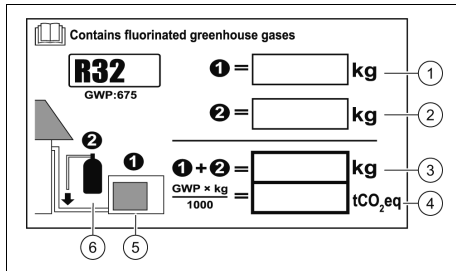 Contains fluorinated greenhouse gases
R32
GWP:675
❶ = kg ①
❷ = kg ②
❶+❷ = kg ③
GWP × kg
1000
= tCO₂eq ④
❷
❶
⑥ ⑤